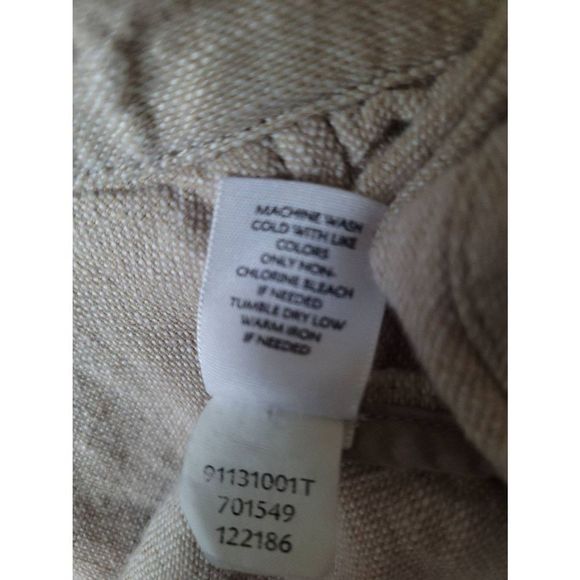 MACHINE WASH
COLD WITH LIKE
COLORS
ONLY NON-
CHLORINE BLEACH
IF NEEDED
TUMBLE DRY LOW
WARM IRON
IF NEEDED
91131001T
701549
122186